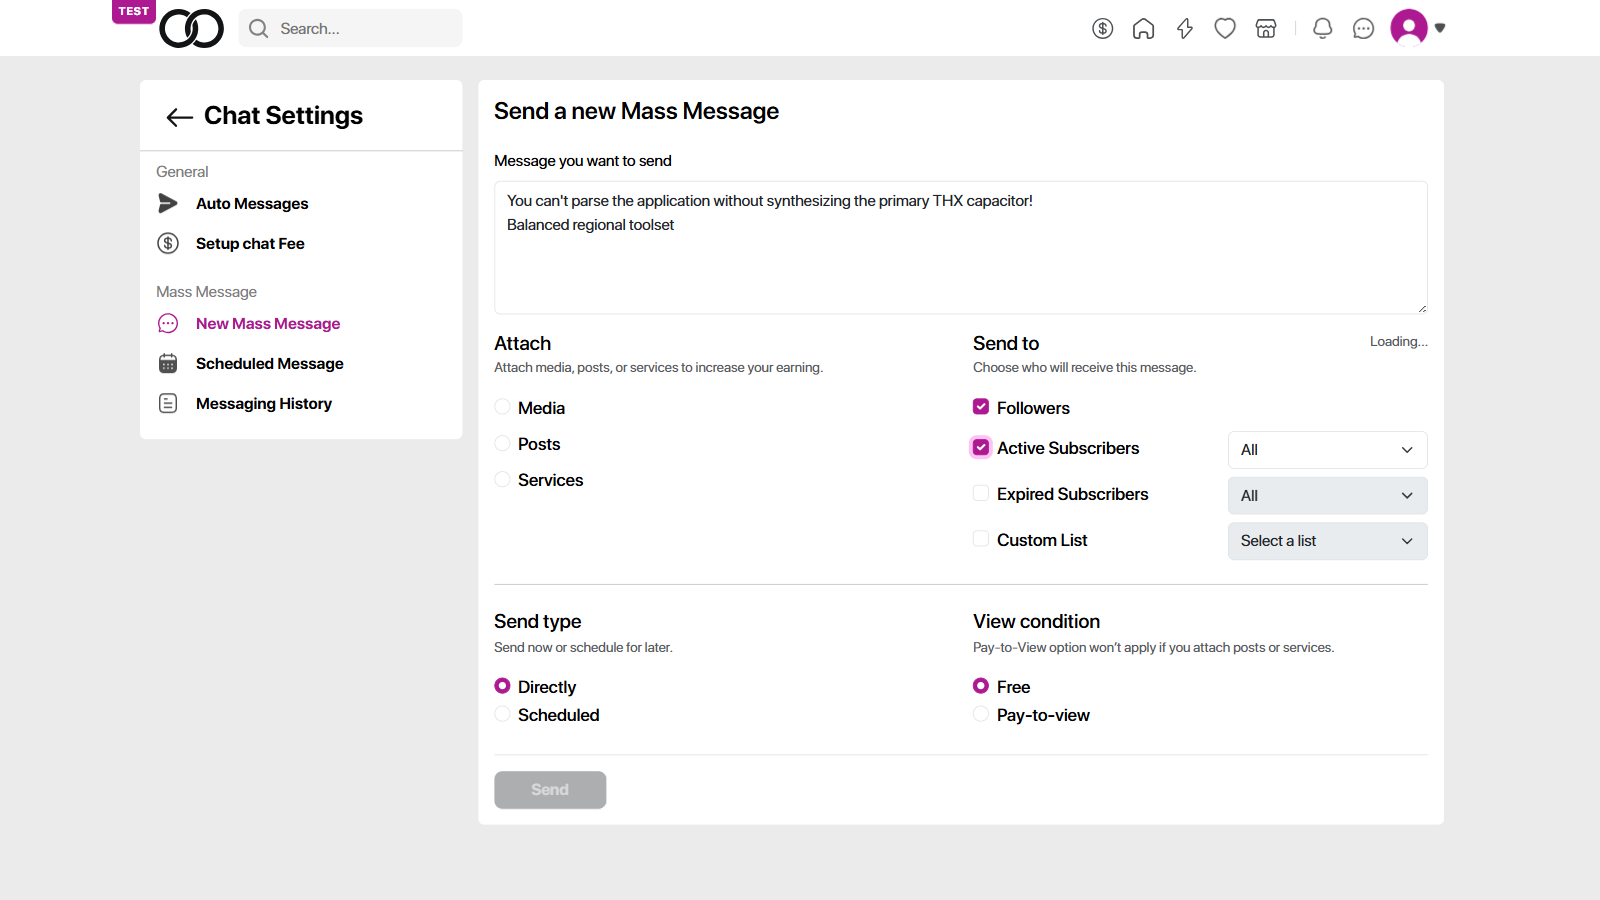 TEST
Search...
Chat Settings
General
Auto Messages
Setup chat Fee
Mass Message
New Mass Message
Scheduled Message
Messaging History
Send a new Mass Message
Message you want to send
You can't parse the application without synthesizing the primary THX capacitor!
Balanced regional toolset
Attach
Attach media, posts, or services to increase your earning.
Media
Posts
Services
Send to
Loading...
Choose who will receive this message.
Followers
Active Subscribers
All
Expired Subscribers
All
Custom List
Select a list
Send type
Send now or schedule for later.
Directly
Scheduled
View condition
Pay-to-View option won’t apply if you attach posts or services.
Free
Pay-to-view
Send